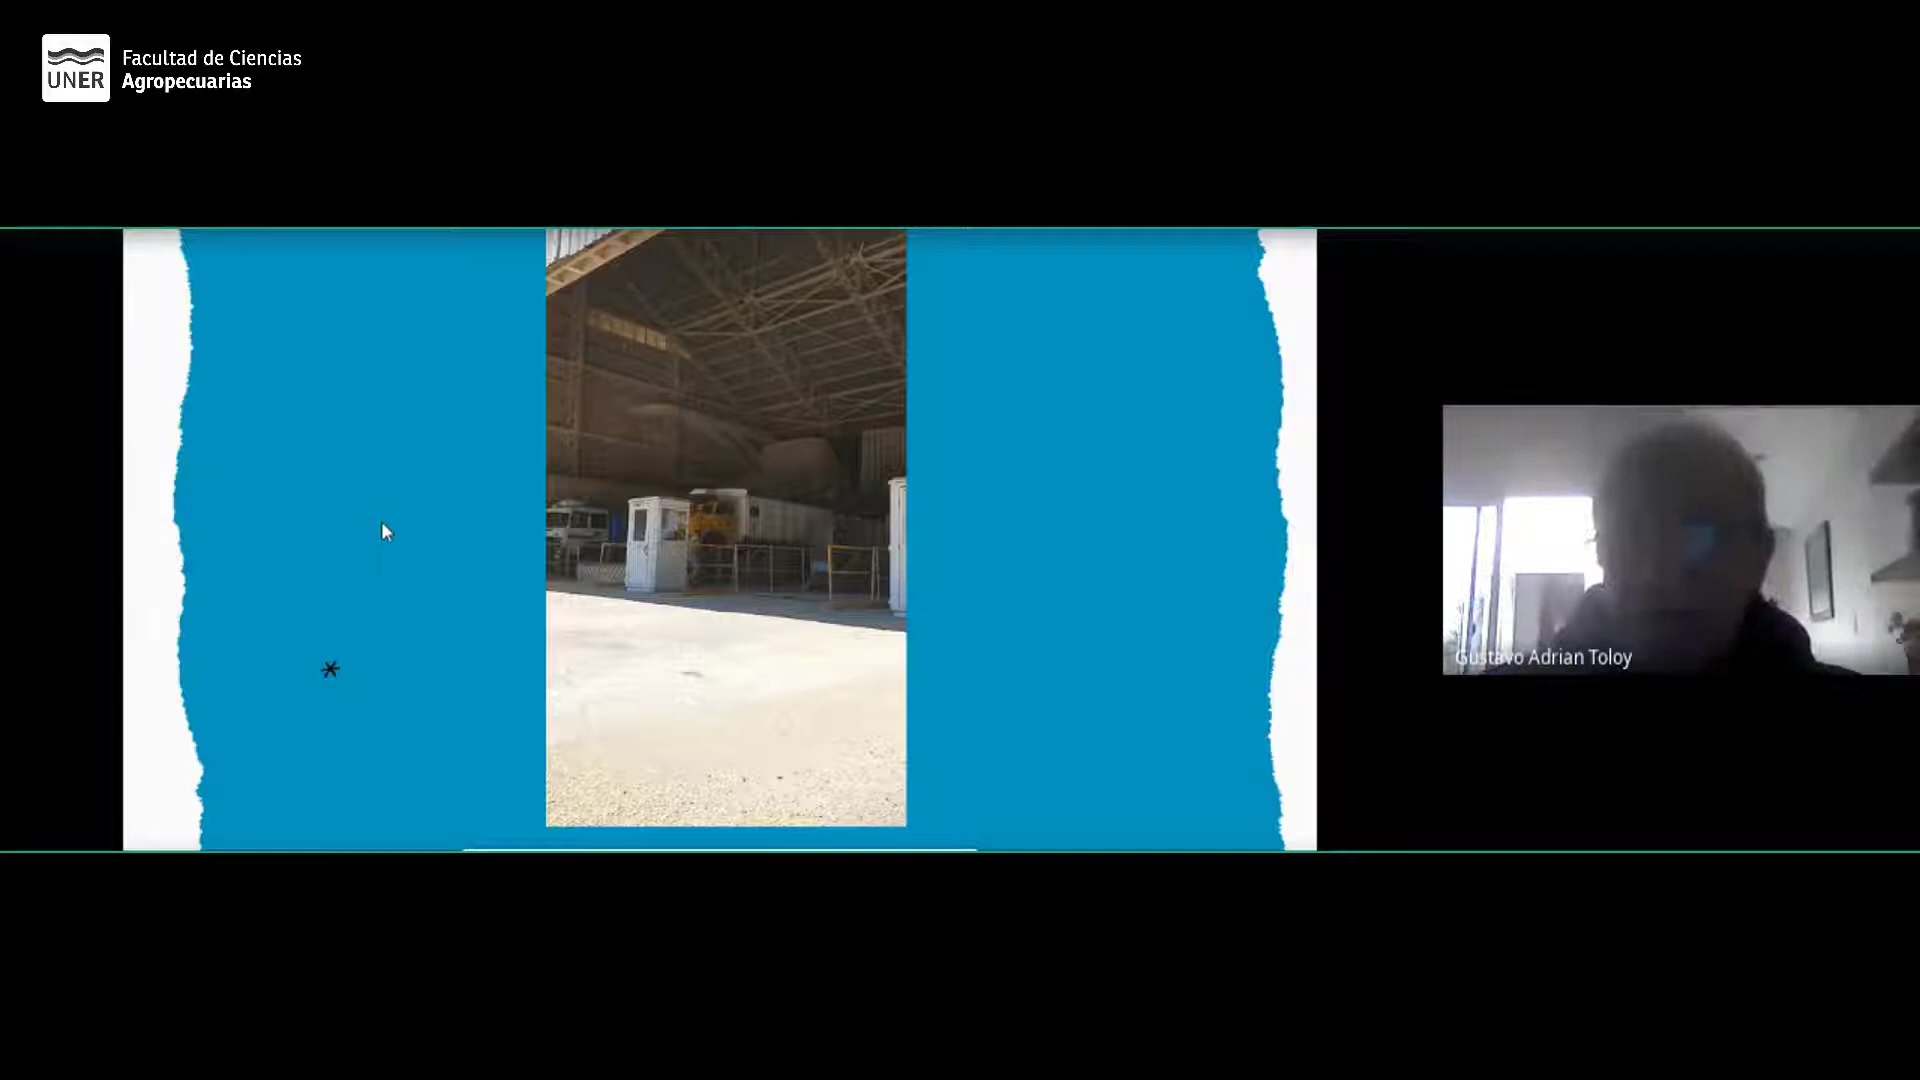 UNER
Facultad de Ciencias
Agropecuarias
*
Gustavo Adrian Toloy